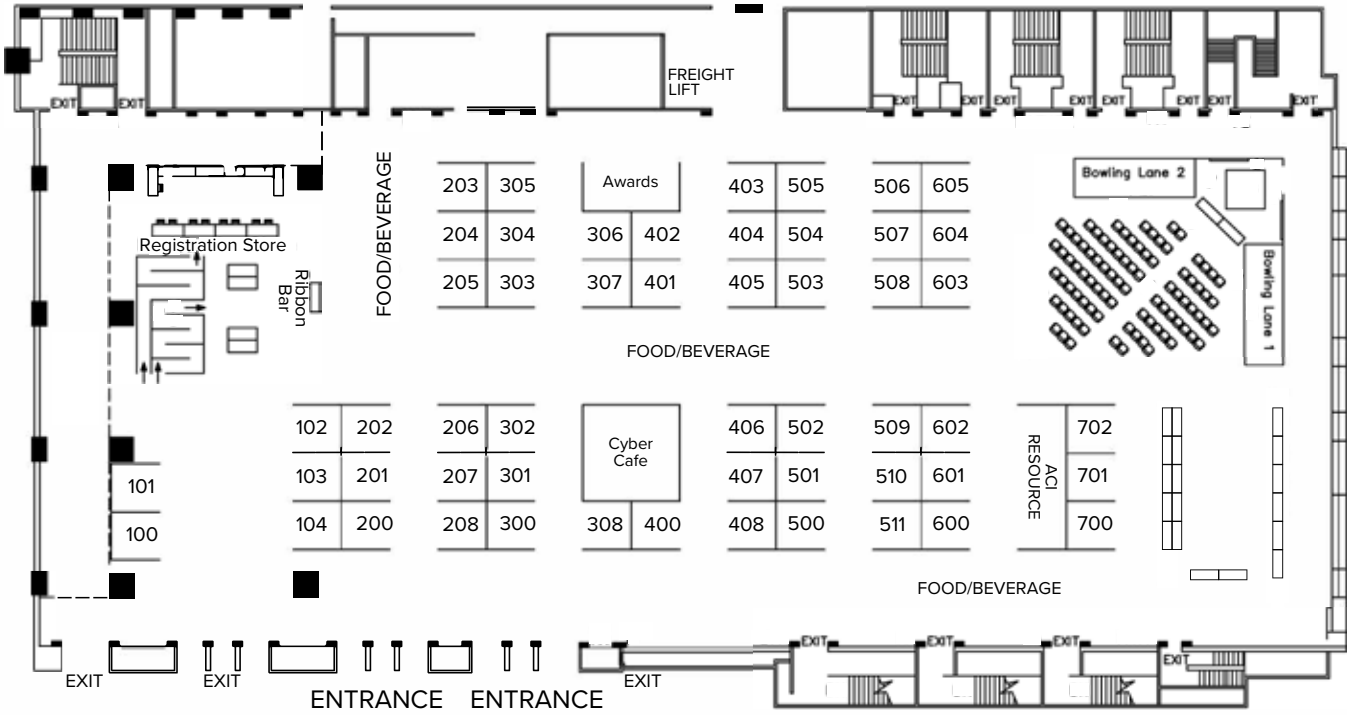 FREIGHT
LIFT
EXIT
EXIT
EXIT
EXIT
EXIT
EXIT
EXIT
EXIT
EXIT
EXIT
FOOD/BEVERAGE
203 305
Awards
403 505
506 605
Bowling Lane 2
204 304
306 402
404 504
507 604
Registration Store
205 303
307 401
405 503
508 603
Ribbon
Bar
Bowling Lane 1
FOOD/BEVERAGE
102 202
206 302
Cyber
Cafe
406 502
509 602
ACI
RESOURCE
702
101
103 201
207 301
407 501
510 601
701
100
104 200
208 300
308 400
408 500
511 600
700
FOOD/BEVERAGE
EXIT
EXIT
EXIT
EXIT
EXIT
EXIT
EXIT
ENTRANCE ENTRANCE